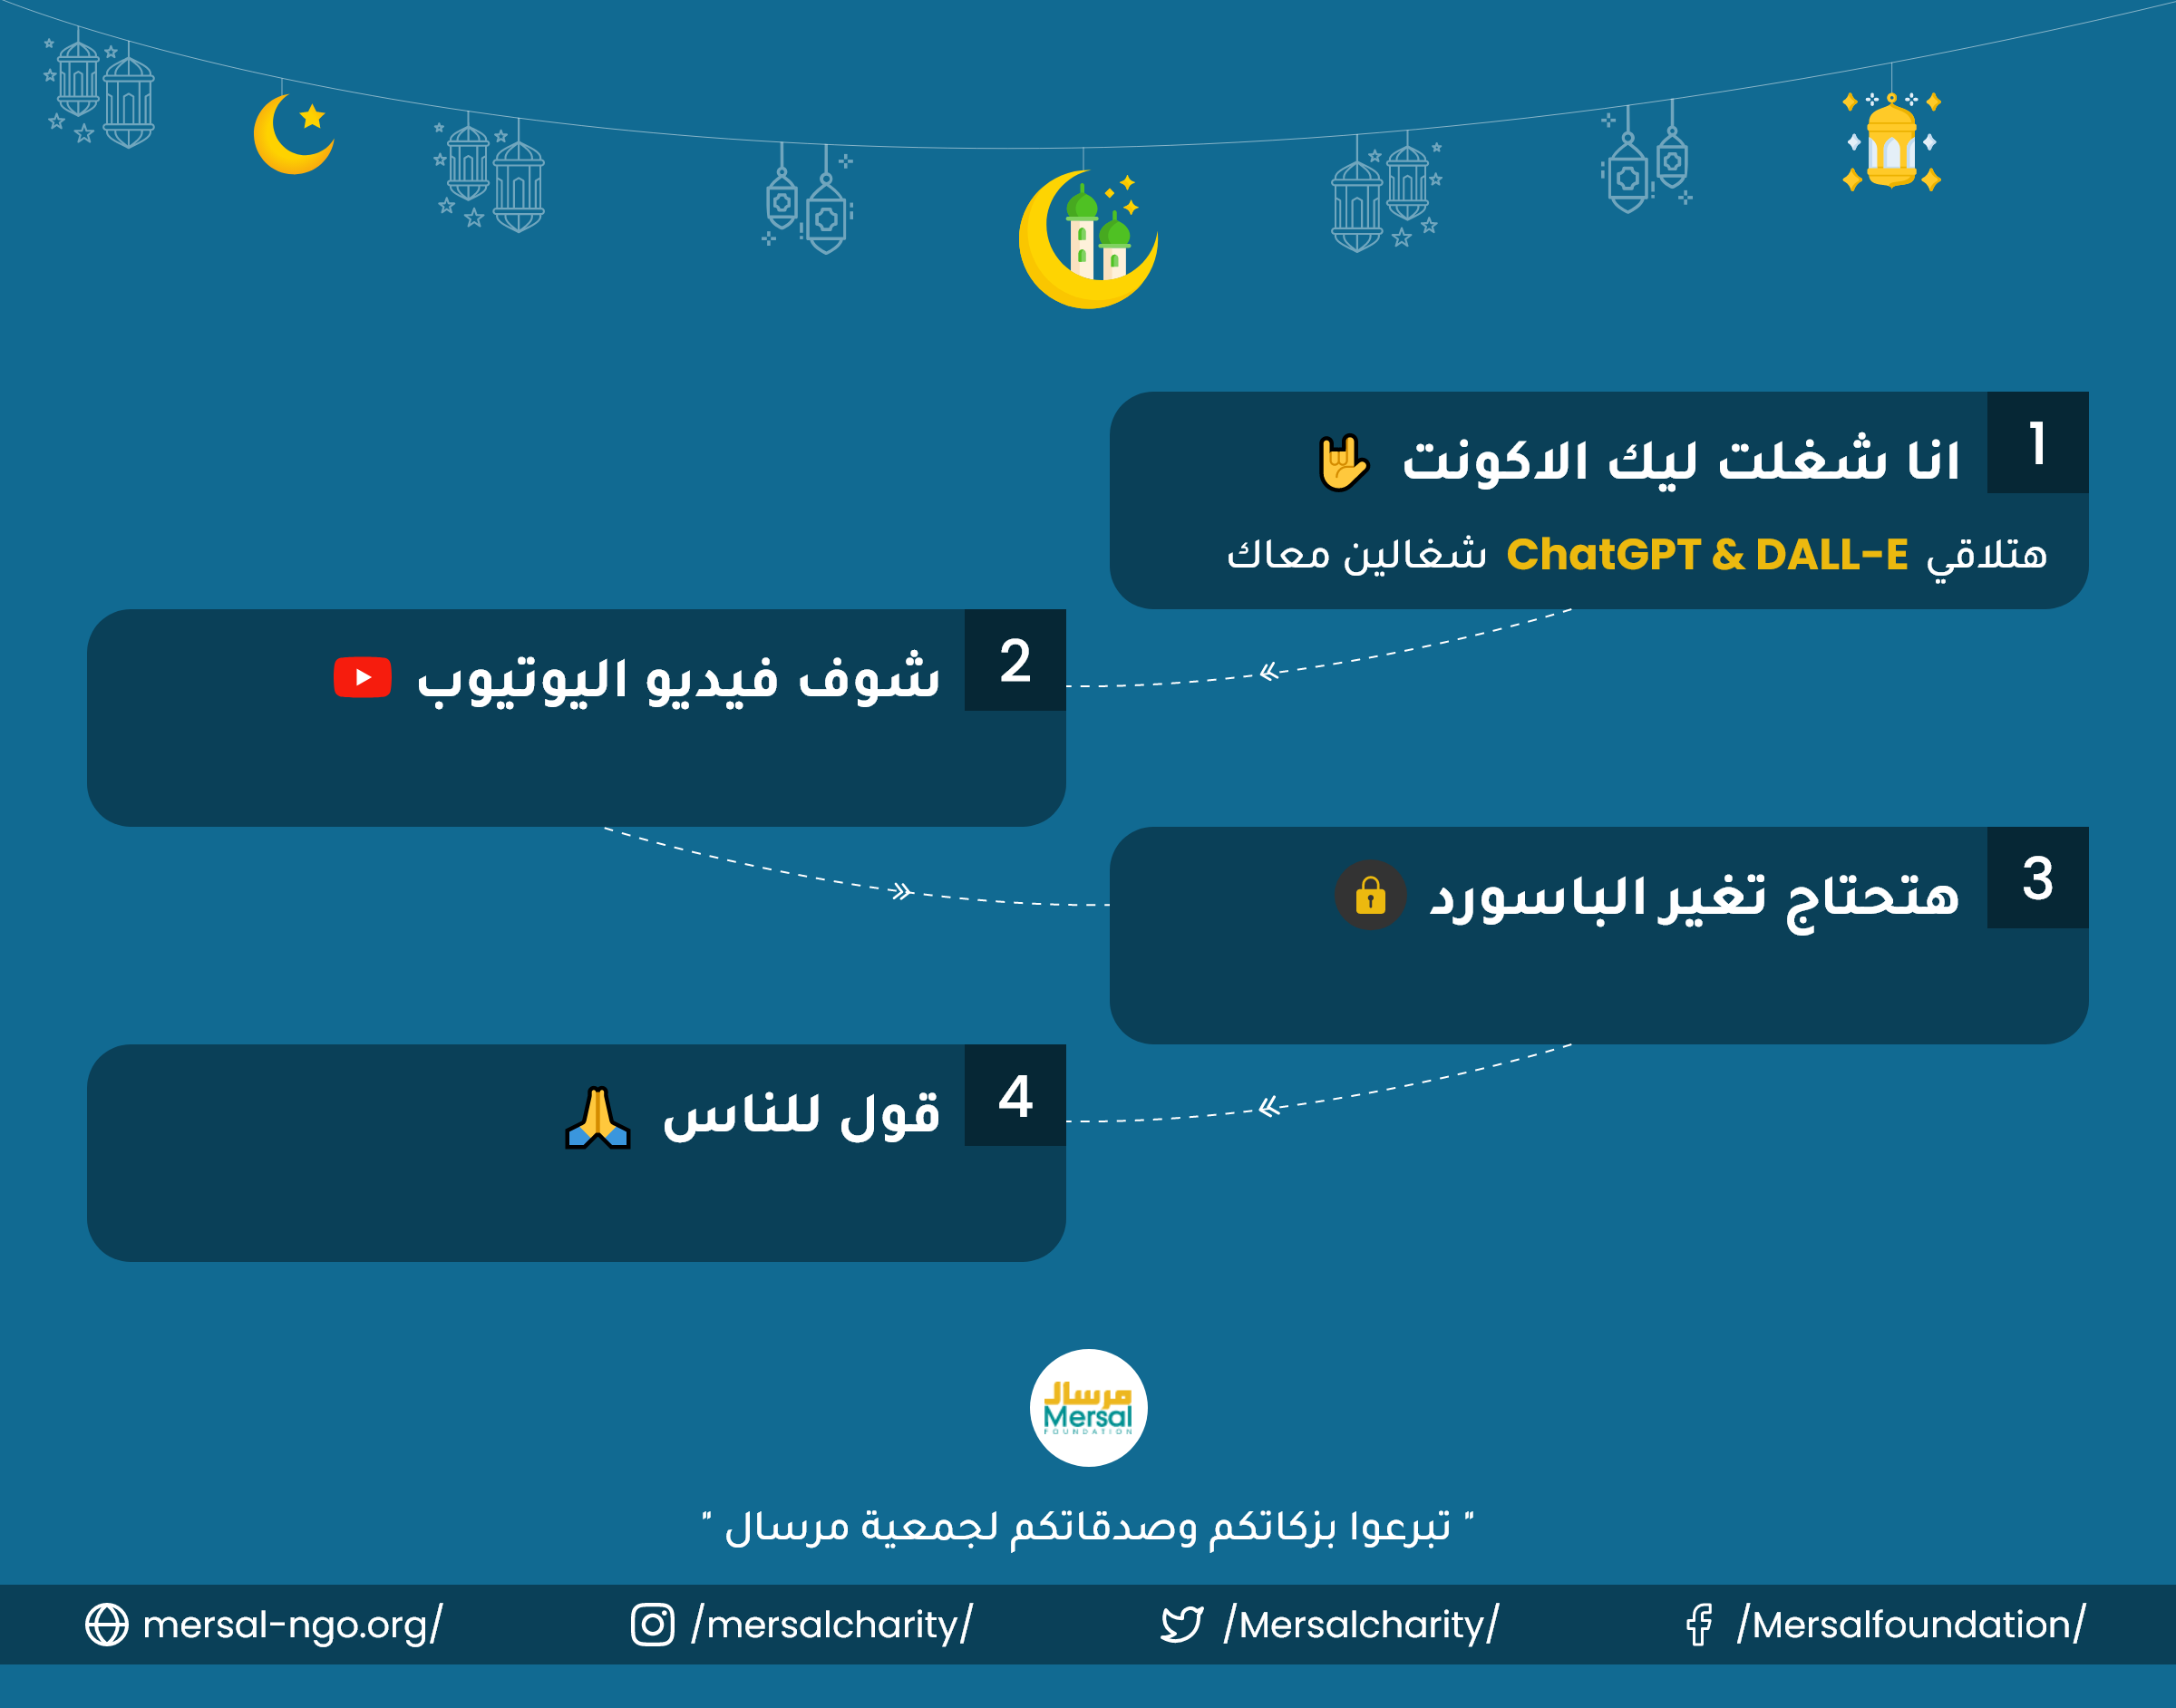 1
انا شغلت ليك الاكونت 🤟
هتلاقي ChatGPT & DALL-E شغالين معاك
2
شوف فيديو اليوتيوب
3
هتحتاج تغير الباسورد
4
قول للناس 🙏
مرسال
Mersal
FOUNDATION
" تبرعوا بزكاتكم وصدقاتكم لجمعية مرسال "
mersal-ngo.org/ /mersalcharity/ /Mersalcharity/ /Mersalfoundation/